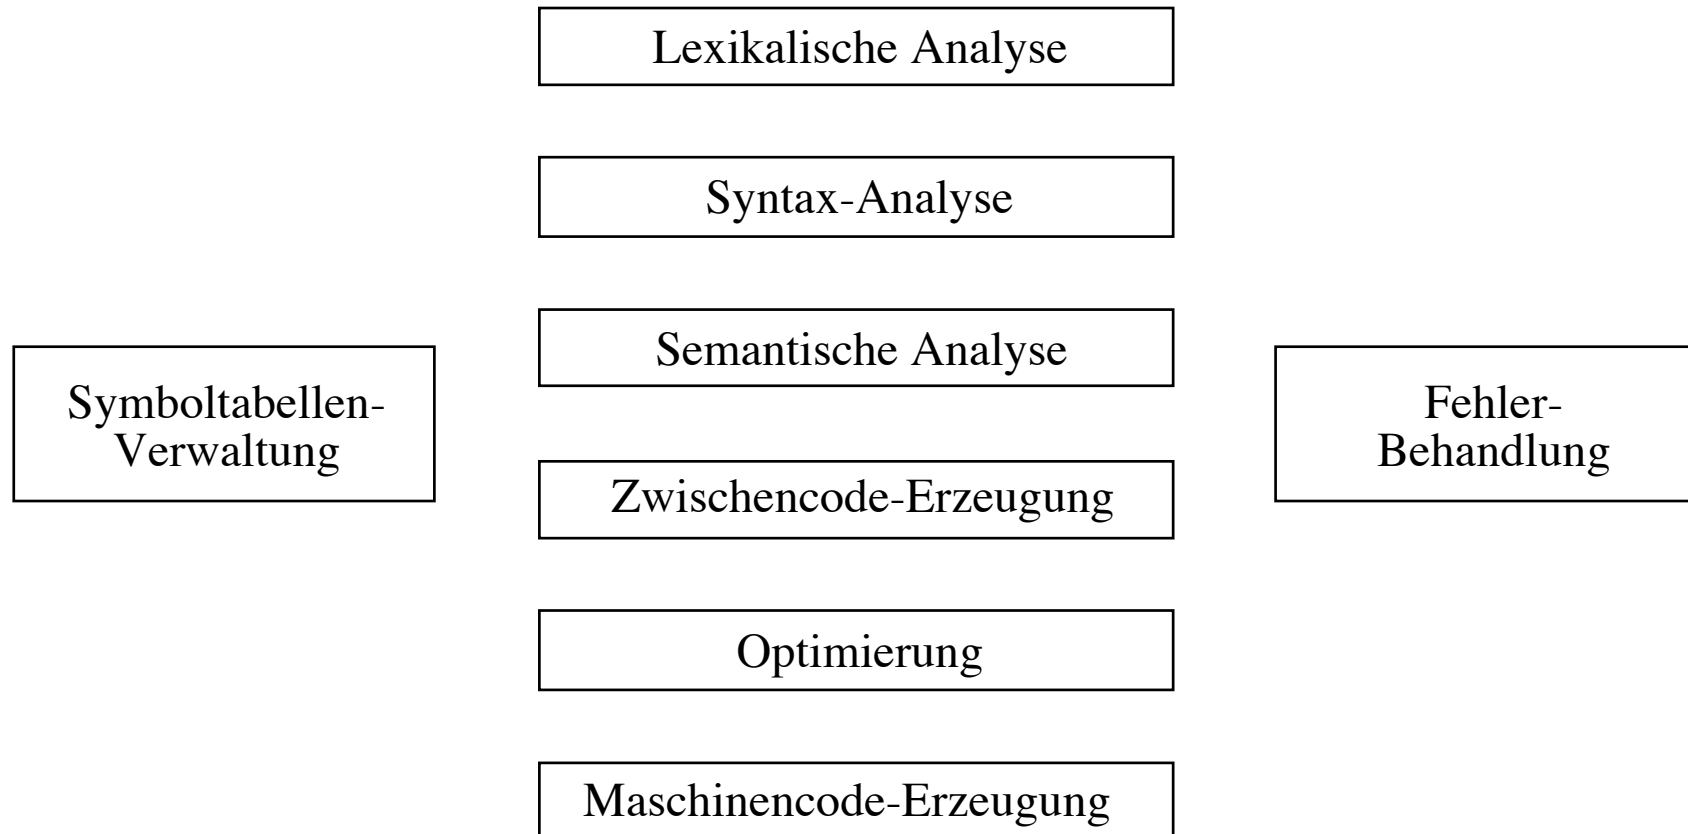 Lexikalische Analyse
Syntax-Analyse
Semantische Analyse
Symboltabellen-
Verwaltung
Fehler-
Behandlung
Zwischencode-Erzeugung
Optimierung
Maschinencode-Erzeugung